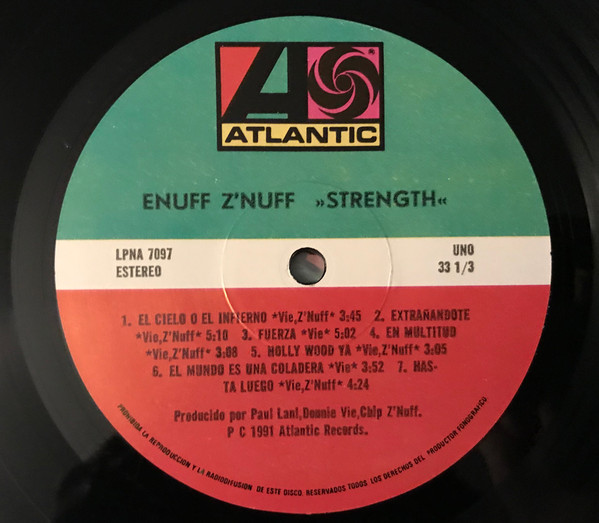 ATLANTIC
®
ENUFF Z'NUFF »STRENGTH«
LPNA 7097
ESTEREO
UNO
33 1/3
1. EL CIELO O EL INFIERNO *Vie,Z'Nuff* 3:45 2. EXTRAÑANDOTE
*Vie,Z'Nuff* 5:10 3. FUERZA *Vie* 5:02 4. EN MULTITUD
*Vie,Z'Nuff* 3:08 5. HOLLY WOOD YA *Vie,Z'Nuff* 3:05
6. EL MUNDO ES UNA COLADERA *Vie* 3:52 7. HAS-
TA LUEGO *Vie,Z'Nuff* 4:24
Producido por Paul Lani,Donnie Vie,Chip Z'Nuff.
P C 1991 Atlantic Records.
PROHIBIDA LA REPRODUCCION Y LA RADIODIFUSION DE ESTE DISCO. RESERVADOS TODOS LOS DERECHOS DEL PRODUCTOR FONOGRAFICO